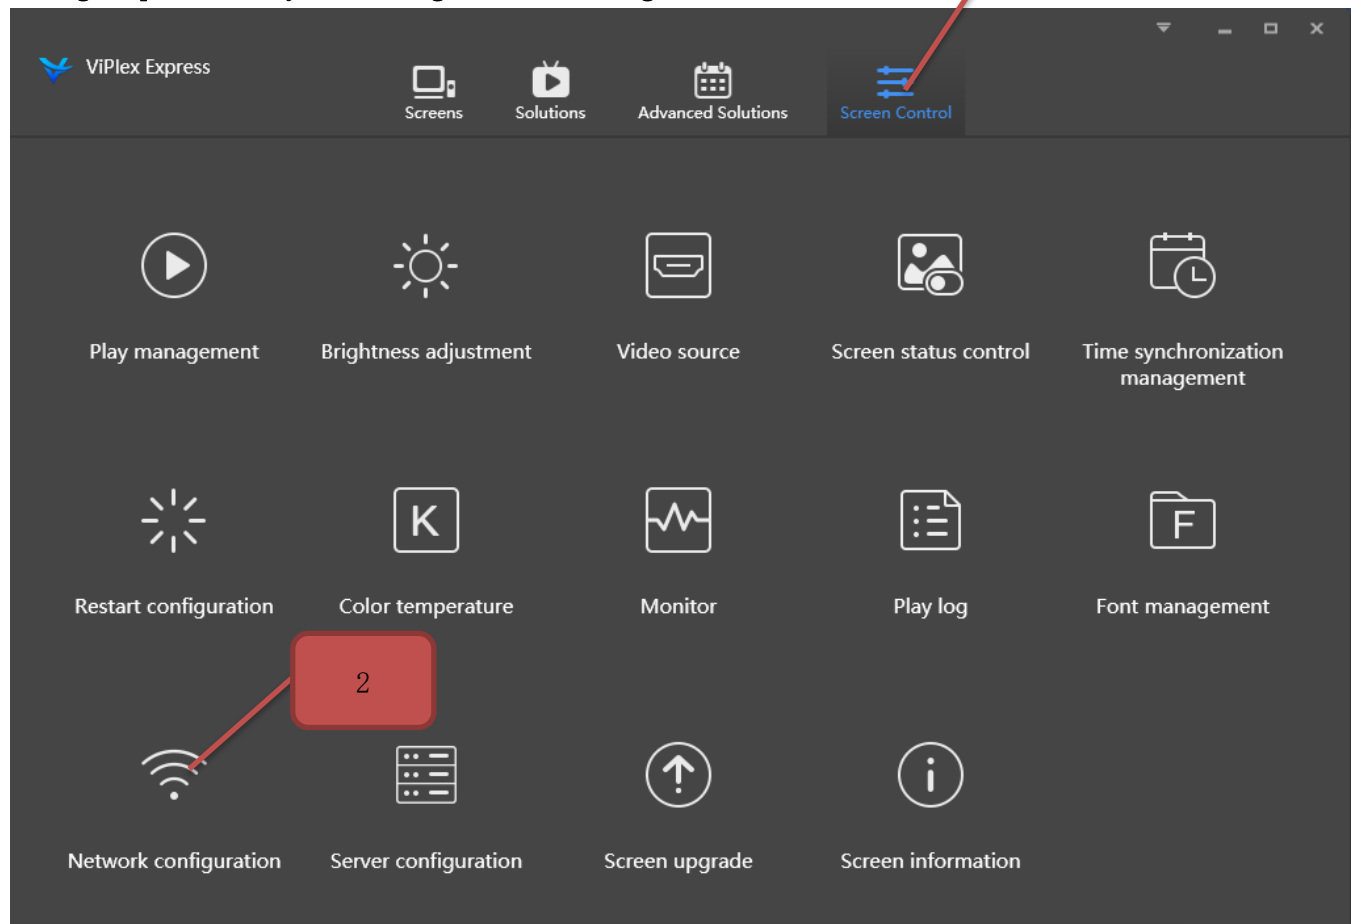 ViPlex Express
Screens
Solutions
Advanced Solutions
Screen Control
Play management
Brightness adjustment
Video source
Screen status control
Time synchronization
management
K
F
Restart configuration
Color temperature
Monitor
Play log
Font management
2
Network configuration
Server configuration
Screen upgrade
Screen information